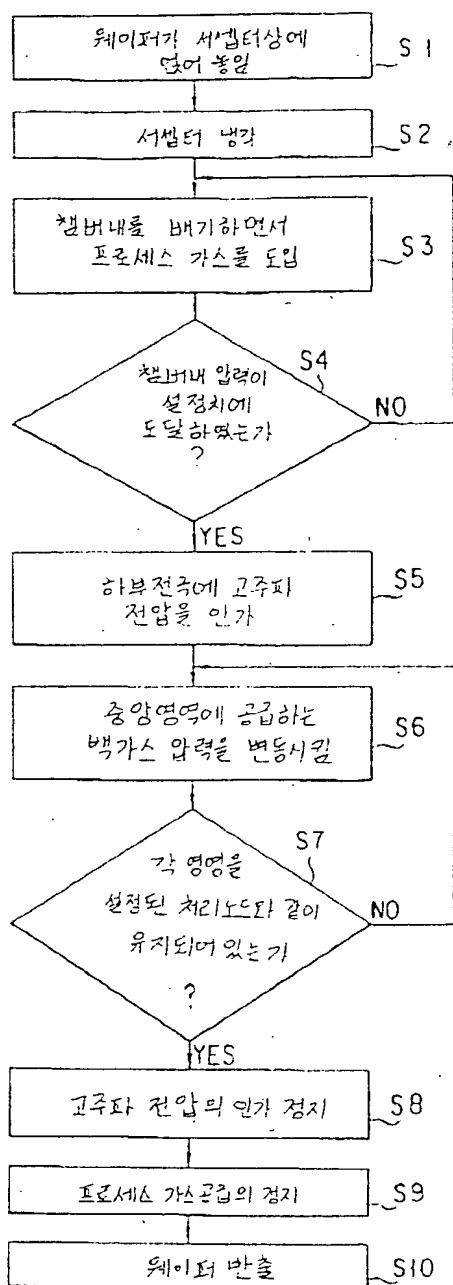 웨이퍼가 서셉터상에
얹어 놓임
S1
서셉터 냉각
S2
챔버내를 배기하면서
프로세스 가스를 도입
S3
챔버내 압력이
설정치에
도달하였는가
?
S4
NO
YES
하부전극에 고주파
전압을 인가
S5
중앙영역에 공급하는
백가스 압력을 변동시킴
S6
각 영영을
설정된 처리노드와 같이
유지되어 있는가
?
S7
NO
YES
고주파 전압의 인가 정지
S8
프로세스 가스공급의 정지
S9
웨이퍼 반출
S10